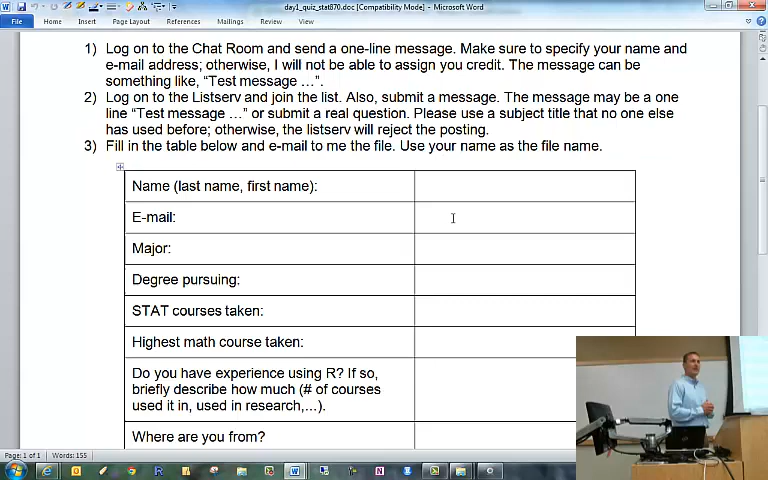 day1_quiz_stat870.doc [Compatibility Mode] - Microsoft Word
File Home Insert Page Layout References Mailings Review View
1) Log on to the Chat Room and send a one-line message. Make sure to specify your name and
e-mail address; otherwise, I will not be able to assign you credit. The message can be
something like, “Test message …”.
2) Log on to the Listserv and join the list. Also, submit a message. The message may be a one
line “Test message …” or submit a real question. Please use a subject title that no one else
has used before; otherwise, the listserv will reject the posting.
3) Fill in the table below and e-mail to me the file. Use your name as the file name.
Name (last name, first name):
E-mail:
Major:
Degree pursuing:
STAT courses taken:
Highest math course taken:
Do you have experience using R? If so,
briefly describe how much (# of courses
used it in, used in research,…).
Where are you from?
Page: 1 of 1 Words: 155